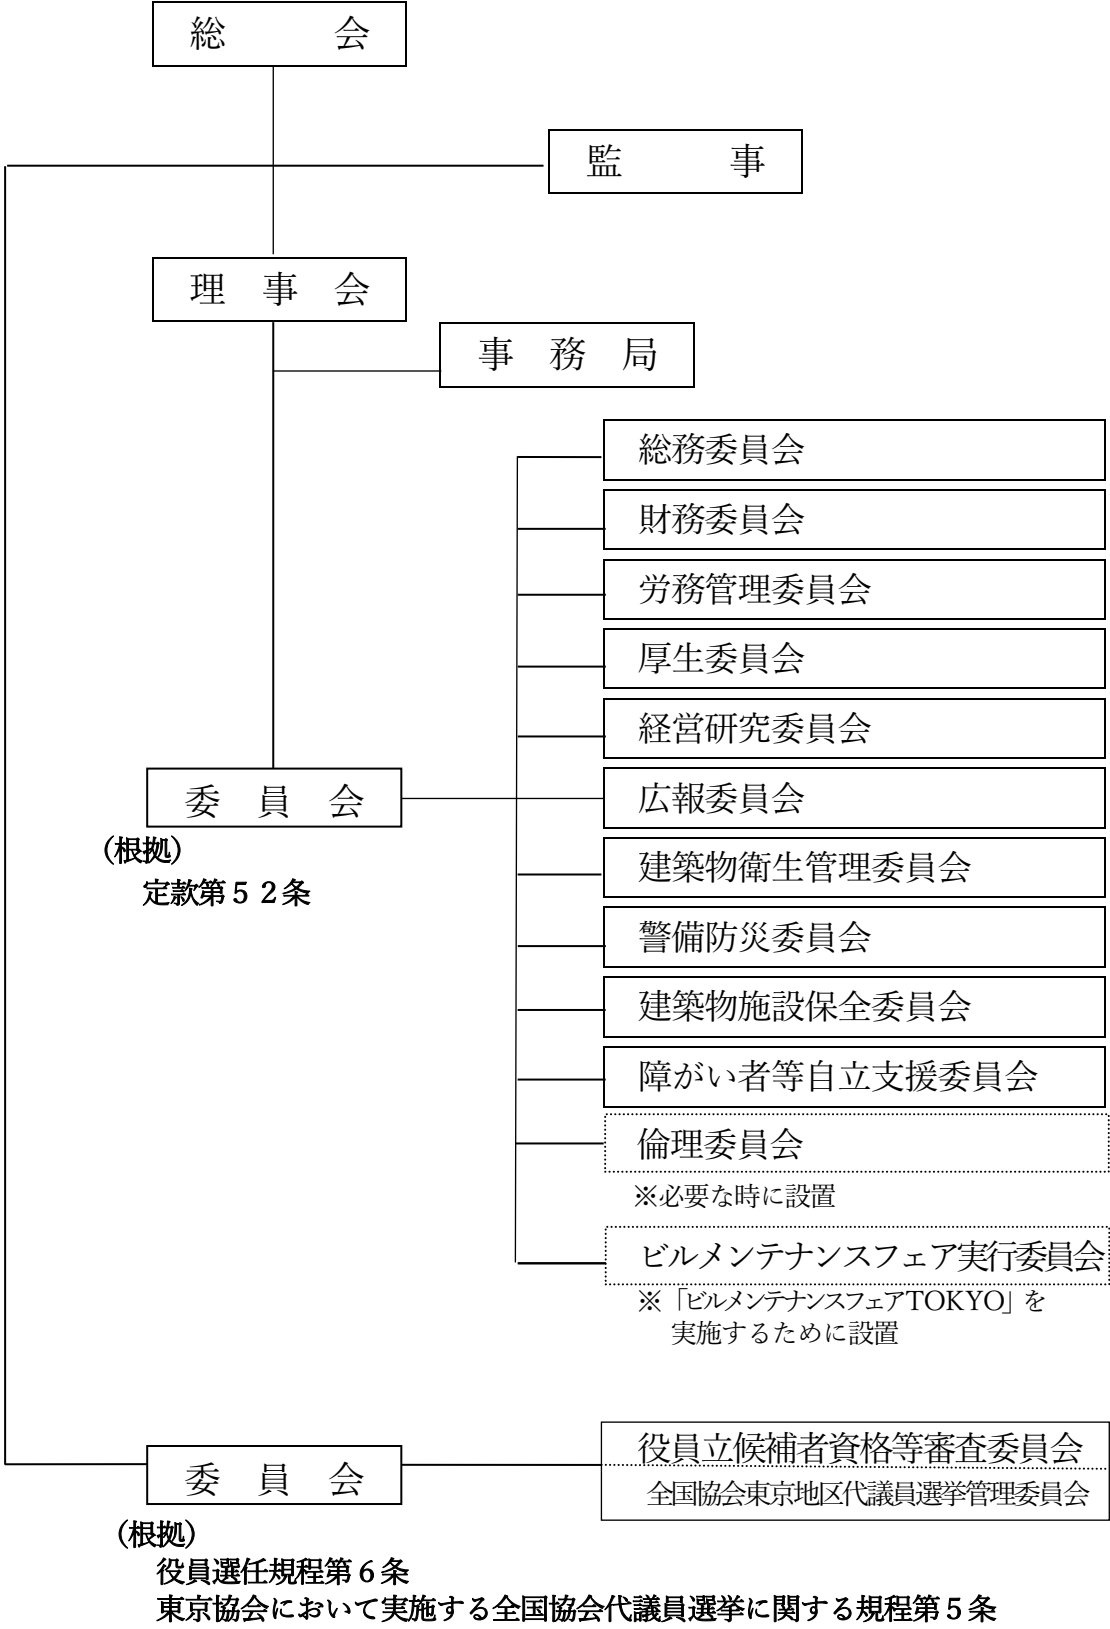 総　　　会
監　　　事
理　事　会
事　務　局
総務委員会
財務委員会
労務管理委員会
厚生委員会
経営研究委員会
委　員　会
広報委員会
（根拠）
定款第５２条
建築物衛生管理委員会
警備防災委員会
建築物施設保全委員会
障がい者等自立支援委員会
倫理委員会
※必要な時に設置
ビルメンテナンスフェア実行委員会
※「ビルメンテナンスフェアTOKYO」を
実施するために設置
委　員　会
役員立候補者資格等審査委員会
全国協会東京地区代議員選挙管理委員会
（根拠）
役員選任規程第６条
東京協会において実施する全国協会代議員選挙に関する規程第５条